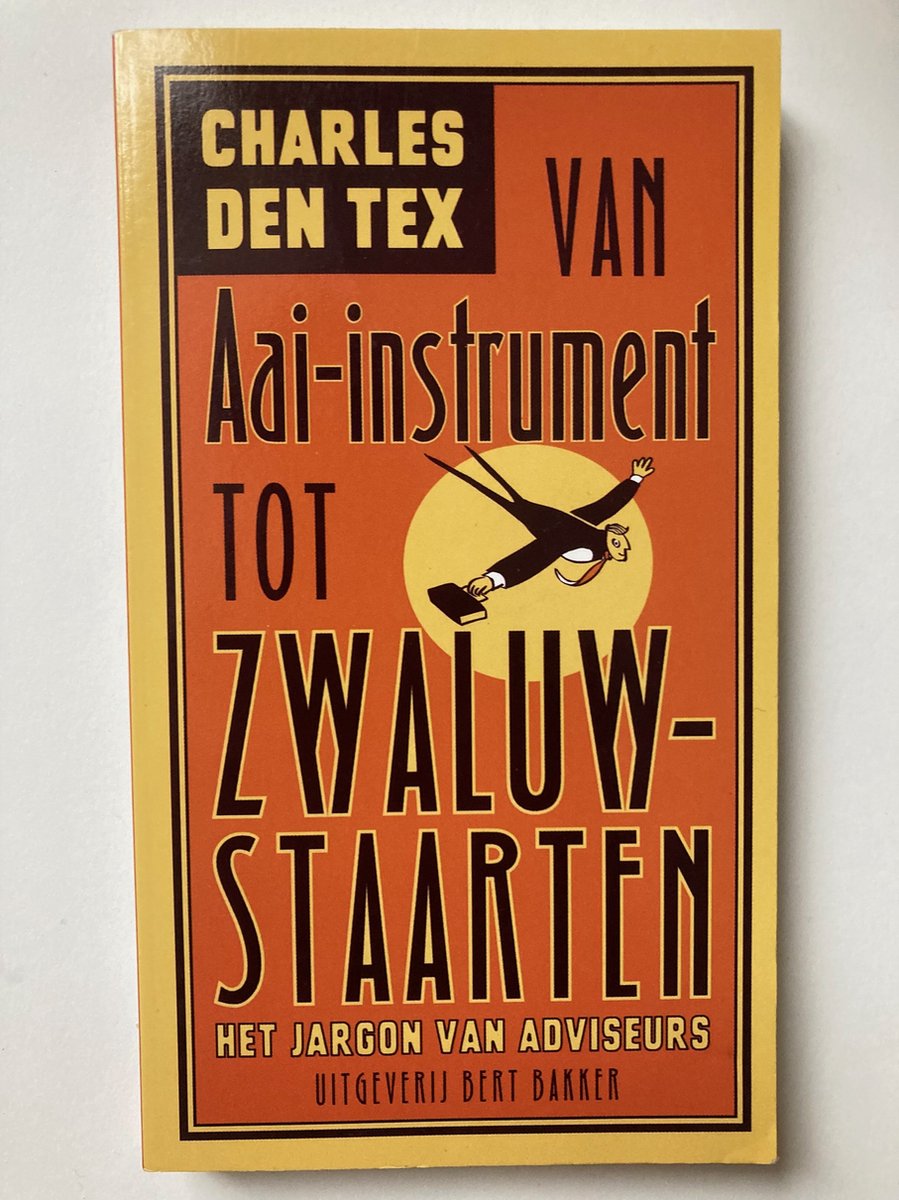 CHARLES
DEN TEX
VAN
Aai-instrument
TOT
ZWALUW-
STAARTEN
HET JARGON VAN ADVISEURS
UITGEVERIJ BERT BAKKER